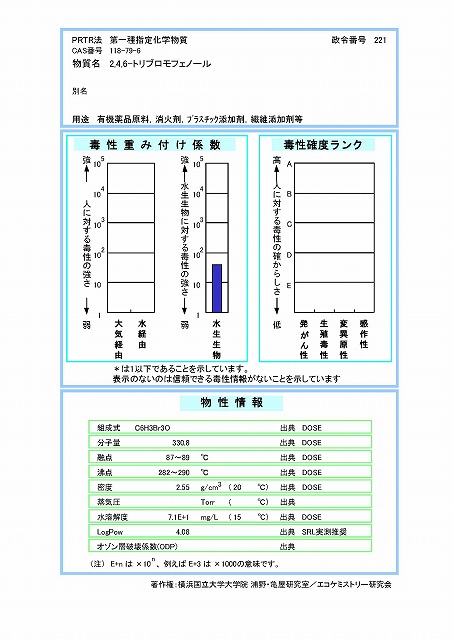 PRTR法 第一種指定化学物質 政令番号 221
CAS番号 118-79-6
物質名 2,4,6-トリブロモフェノール
別名
用途 有機薬品原料, 消火剤, プラスチック添加剤, 繊維添加剤等
毒性重み付け係数
強 人に対する毒性の強さ 弱
10^5
10^4
10^3
10^2
10
1
大気経由
水経由
強 水生生物に対する毒性の強さ 弱
10^5
10^4
10^3
10^2
10
1
水生生物
毒性確度ランク
高 人に対する毒性の確からしさ 低
A
B
C
D
E
発がん性
生殖毒性
変異原性
感作性
*は1以下であることを示しています。
表示のないのは信頼できる毒性情報がないことを示しています
物性情報
組成式 C6H3Br3O 出典 DOSE
分子量 330.8 出典 DOSE
融点 87~89 ℃ 出典 DOSE
沸点 282~290 ℃ 出典 DOSE
密度 2.55 g/cm3 (20 ℃) 出典 DOSE
蒸気圧 Torr ( ℃) 出典
水溶解度 7.1E+1 mg/L (15 ℃) 出典 DOSE
LogPow 4.08 出典 SRL実測推奨
オゾン層破壊係数(ODP) 出典
(注) E+n は ×10^n、例えば E+3 は ×1000の意味です。
著作権:横浜国立大学大学院 浦野・亀屋研究室/エコケミストリー研究会